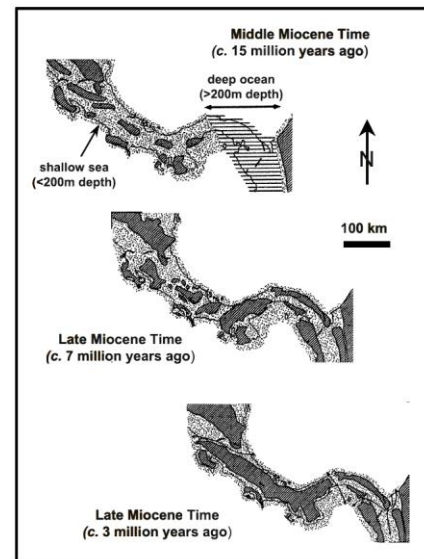 Middle Miocene Time
(c. 15 million years ago)
deep ocean
(>200m depth)
shallow sea
(<200m depth)
N
100 km
Late Miocene Time
(c. 7 million years ago)
Late Miocene Time
(c. 3 million years ago)